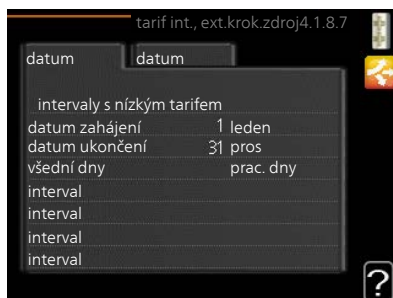 tarif int., ext.krok.zdroj4.1.8.7
datum datum
intervaly s nízkým tarifem
datum zahájení 1 leden
datum ukončení 31 pros
všední dny prac. dny
interval
interval
interval
interval
?